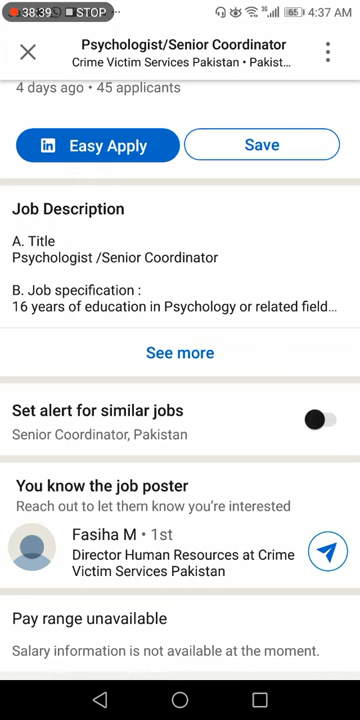 38:39 STOP 65 4:37 AM
Psychologist/Senior Coordinator
Crime Victim Services Pakistan • Pakist...
4 days ago • 45 applicants
in Easy Apply Save
Job Description
A. Title
Psychologist /Senior Coordinator
B. Job specification :
16 years of education in Psychology or related field...
See more
Set alert for similar jobs
Senior Coordinator, Pakistan
You know the job poster
Reach out to let them know you're interested
Fasiha M • 1st
Director Human Resources at Crime
Victim Services Pakistan
Pay range unavailable
Salary information is not available at the moment.